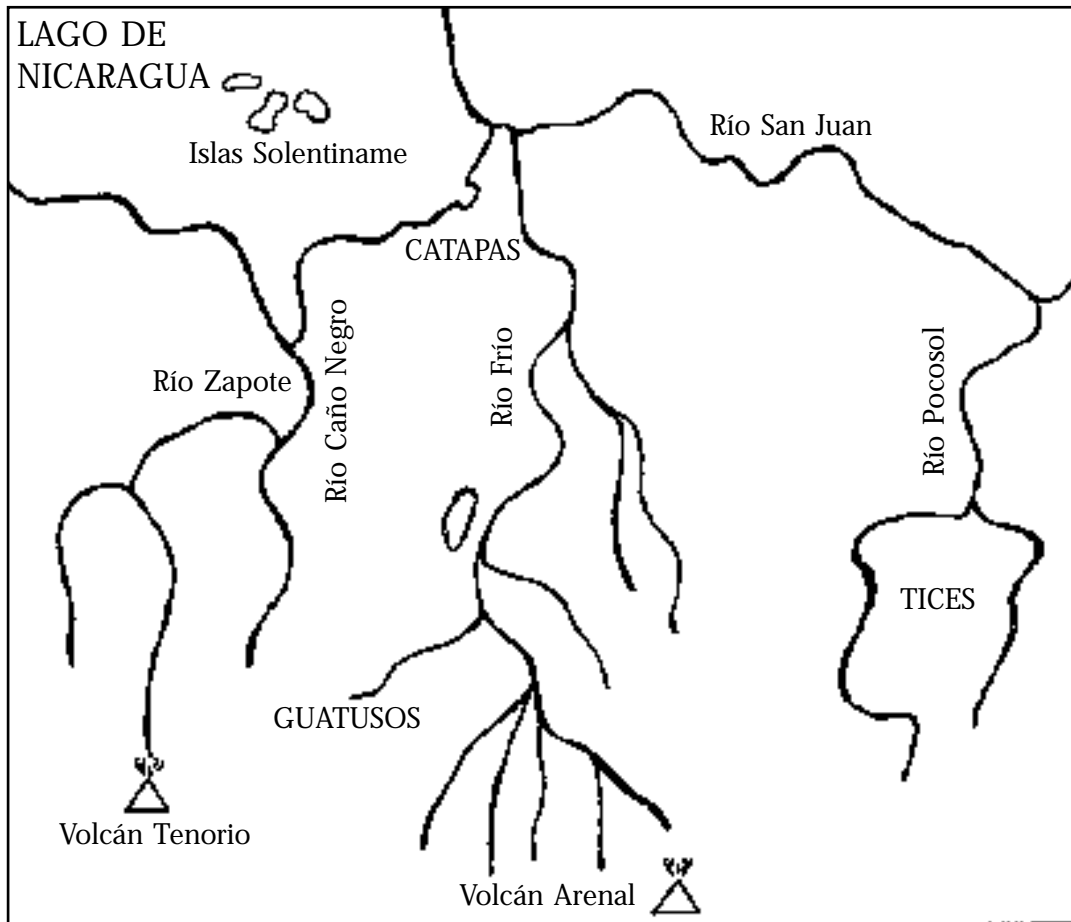 LAGO DE
NICARAGUA
Islas Solentiname
Río San Juan
CATAPAS
Río Zapote
Río Caño Negro
Río Frío
Río Pocosol
TICES
GUATUSOS
Volcán Tenorio
Volcán Arenal